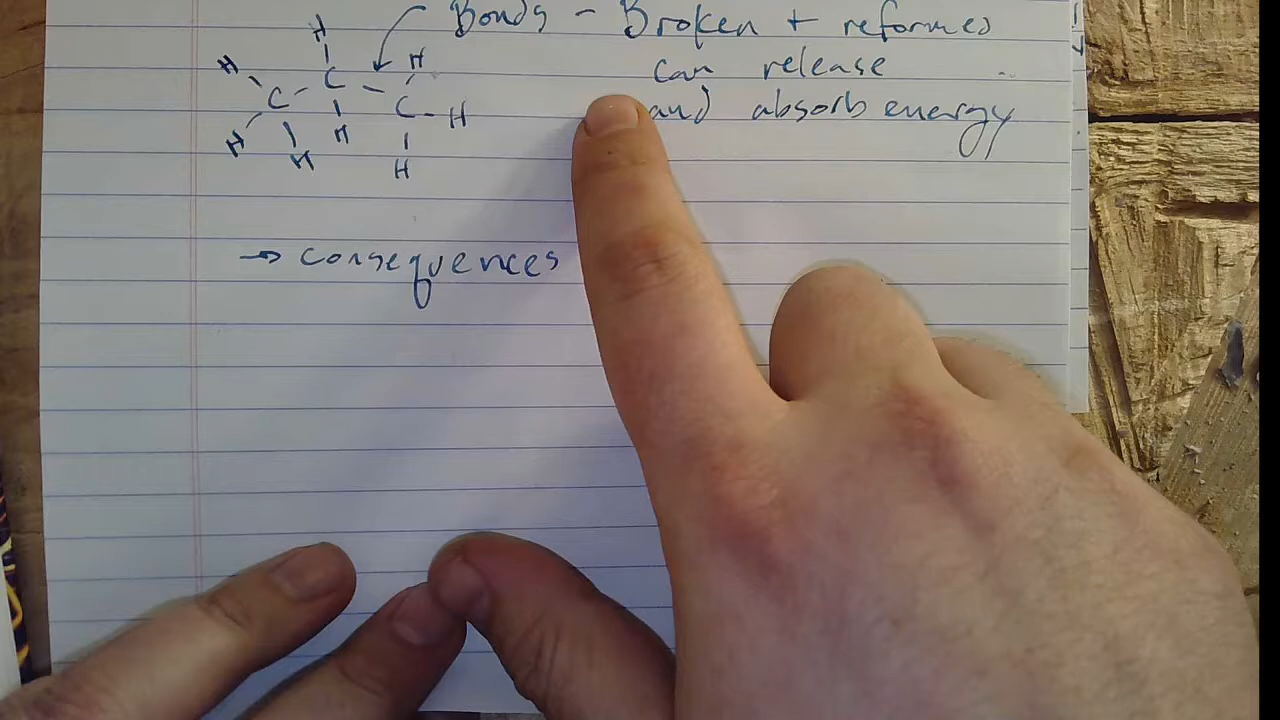 Bonds - Broken + reformed
can release
and absorb energy
H
H C C H
C - H
H H H
H
→ consequences